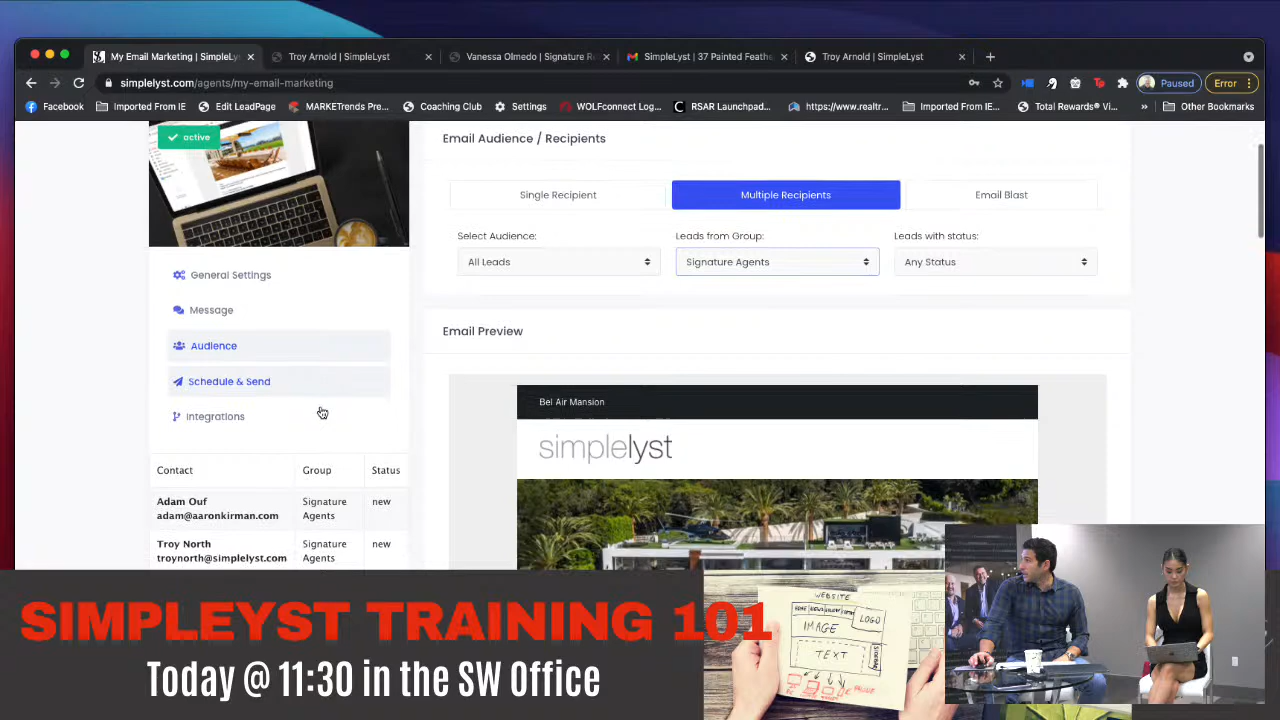 My Email Marketing | SimpleLys
Troy Arnold | SimpleLyst
Vanessa Olmedo | Signature Re
SimpleLyst | 37 Painted Feathe
Troy Arnold | SimpleLyst
simplelyst.com/agents/my-email-marketing
Paused
Error
Facebook
Imported From IE
Edit LeadPage
MARKETrends Pre...
Coaching Club
Settings
WOLFconnect Log...
RSAR Launchpad...
https://www.realtr...
Imported From IE...
Total Rewards® Vi...
Other Bookmarks
active
Email Audience / Recipients
Single Recipient
Multiple Recipients
Email Blast
Select Audience:
Leads from Group:
Leads with status:
All Leads
Signature Agents
Any Status
General Settings
Message
Audience
Schedule & Send
Integrations
Email Preview
Bel Air Mansion
simplelyst
Contact
Group
Status
Adam Ouf
adam@aaronkirman.com
Signature
Agents
new
Troy North
troynorth@simplelyst.com
Signature
Agents
new
SIMPLEYST TRAINING 101
Today @ 11:30 in the SW Office
WEBSITE
LOGO
IMAGE
TEXT